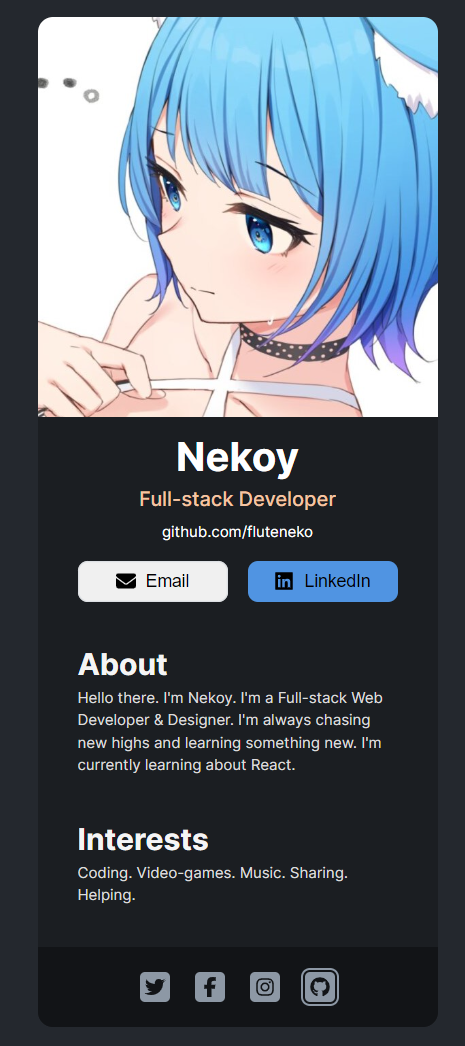 Nekoy
Full-stack Developer
github.com/fluteneko
Email
LinkedIn
About
Hello there. I'm Nekoy. I'm a Full-stack Web
Developer & Designer. I'm always chasing
new highs and learning something new. I'm
currently learning about React.
Interests
Coding. Video-games. Music. Sharing.
Helping.